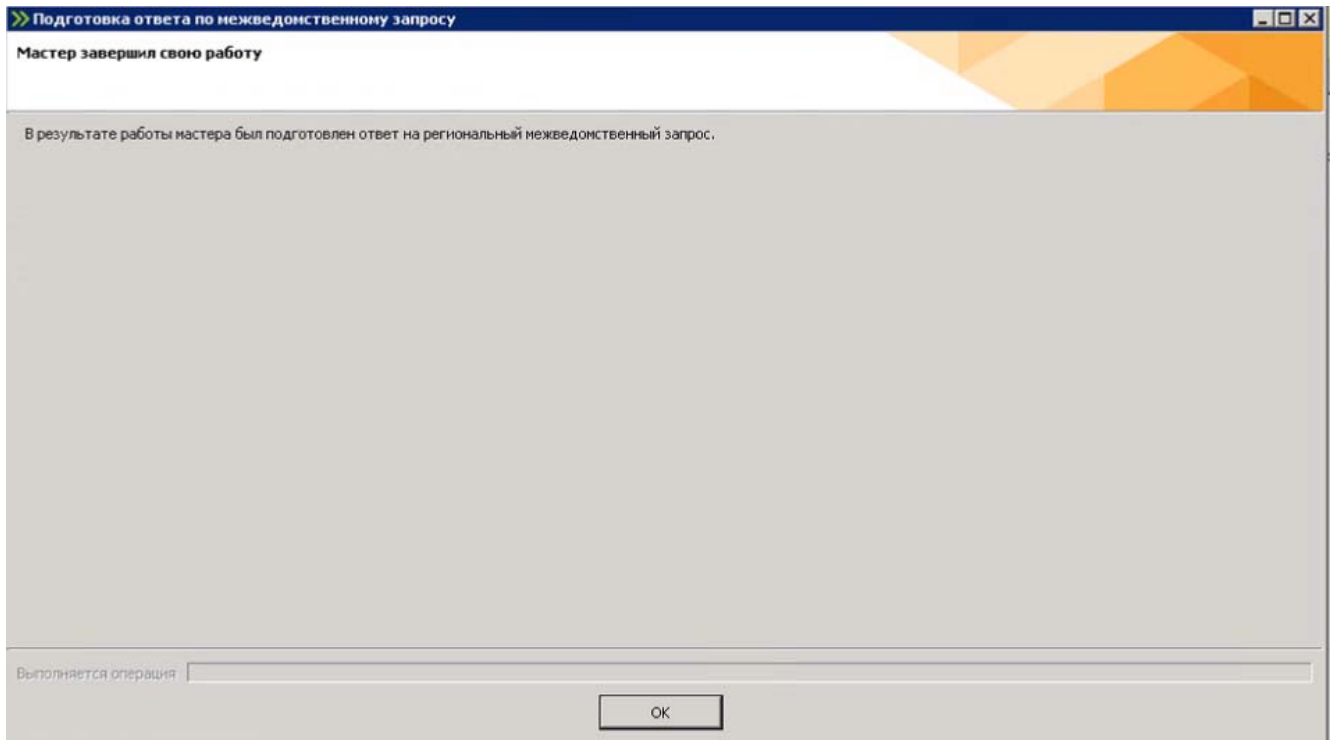 Подготовка ответа по межведомственному запросу
Мастер завершил свою работу
В результате работы мастера был подготовлен ответ на региональный межведомственный запрос.
Выполняется операция
OK